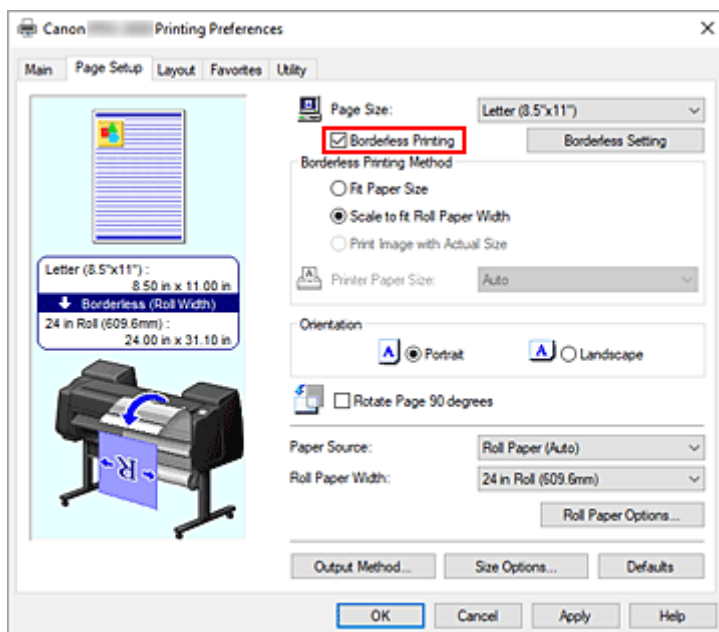 Canon Printing Preferences
Main Page Setup Layout Favorites Utility
Page Size: Letter (8.5"x11")
Borderless Printing Borderless Setting
Borderless Printing Method
Fit Paper Size
Scale to fit Roll Paper Width
Print Image with Actual Size
Printer Paper Size: Auto
Letter (8.5"x11") :
8.50 in x 11.00 in
Borderless (Roll Width)
24 in Roll (609.6mm) :
24.00 in x 31.10 in
Orientation
A Portrait A Landscape
Rotate Page 90 degrees
R
Paper Source: Roll Paper (Auto)
Roll Paper Width: 24 in Roll (609.6mm)
Roll Paper Options...
Output Method... Size Options... Defaults
OK Cancel Apply Help